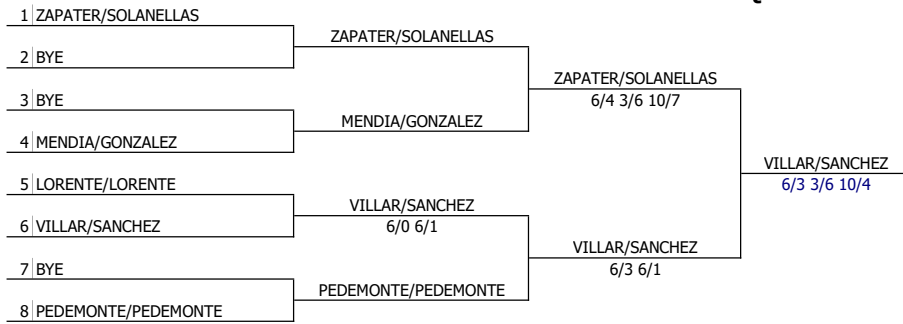 1 ZAPATER/SOLANELLAS
ZAPATER/SOLANELLAS
2 BYE
ZAPATER/SOLANELLAS
6/4 3/6 10/7
3 BYE
MENDIA/GONZALEZ
4 MENDIA/GONZALEZ
VILLAR/SANCHEZ
6/3 3/6 10/4
5 LORENTE/LORENTE
VILLAR/SANCHEZ
6/0 6/1
6 VILLAR/SANCHEZ
VILLAR/SANCHEZ
6/3 6/1
7 BYE
PEDEMONTE/PEDEMONTE
8 PEDEMONTE/PEDEMONTE